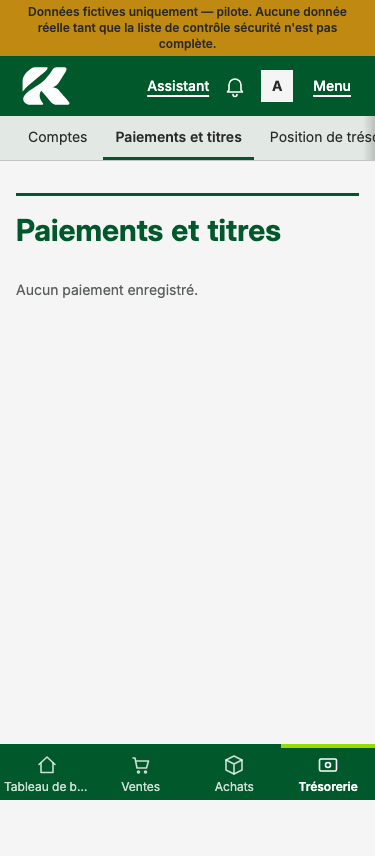 Données fictives uniquement — pilote. Aucune donnée
réelle tant que la liste de contrôle sécurité n'est pas
complète.
Assistant
A
Menu
Comptes
Paiements et titres
Position de
Paiements et titres
Aucun paiement enregistré.
Tableau de b...
Ventes
Achats
Trésorerie